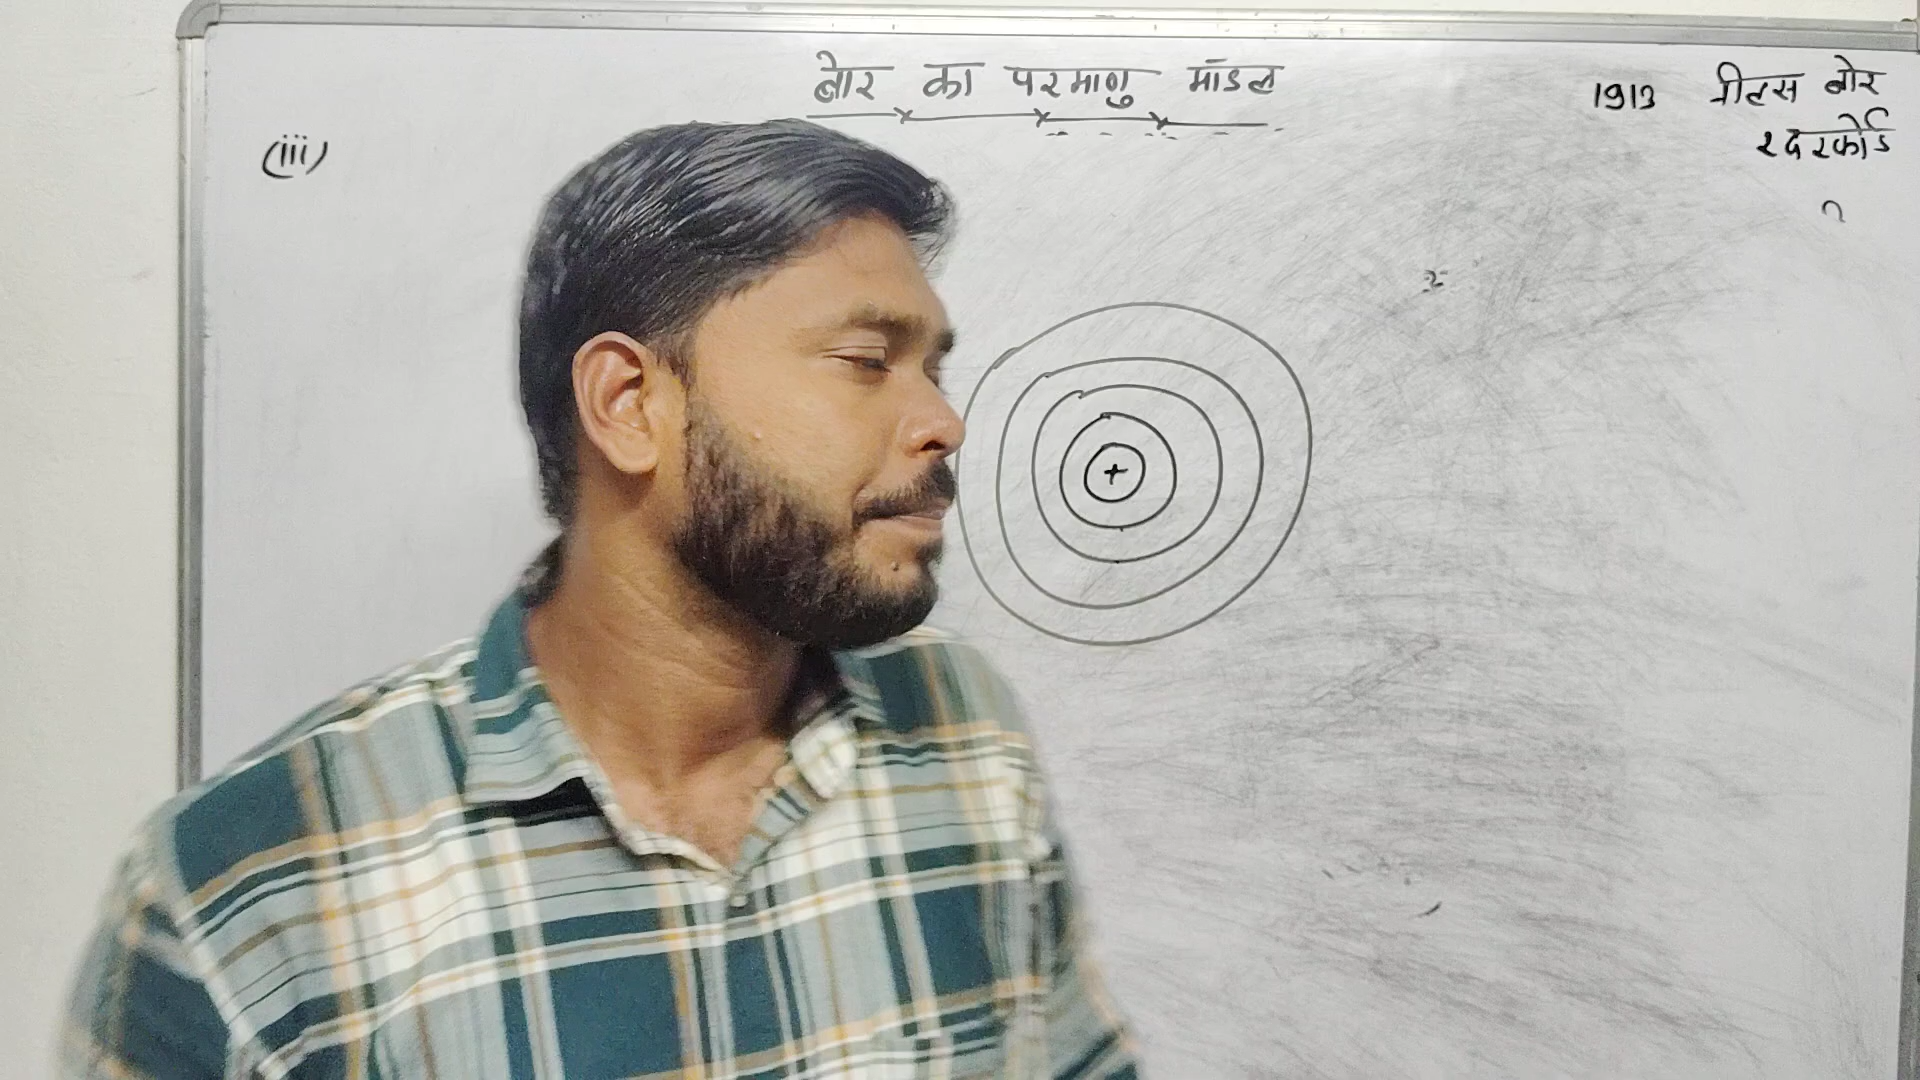 बोर का परमाणु मॉडल
1913 नील्स बोर
रदरफोर्ड
(iii)
+